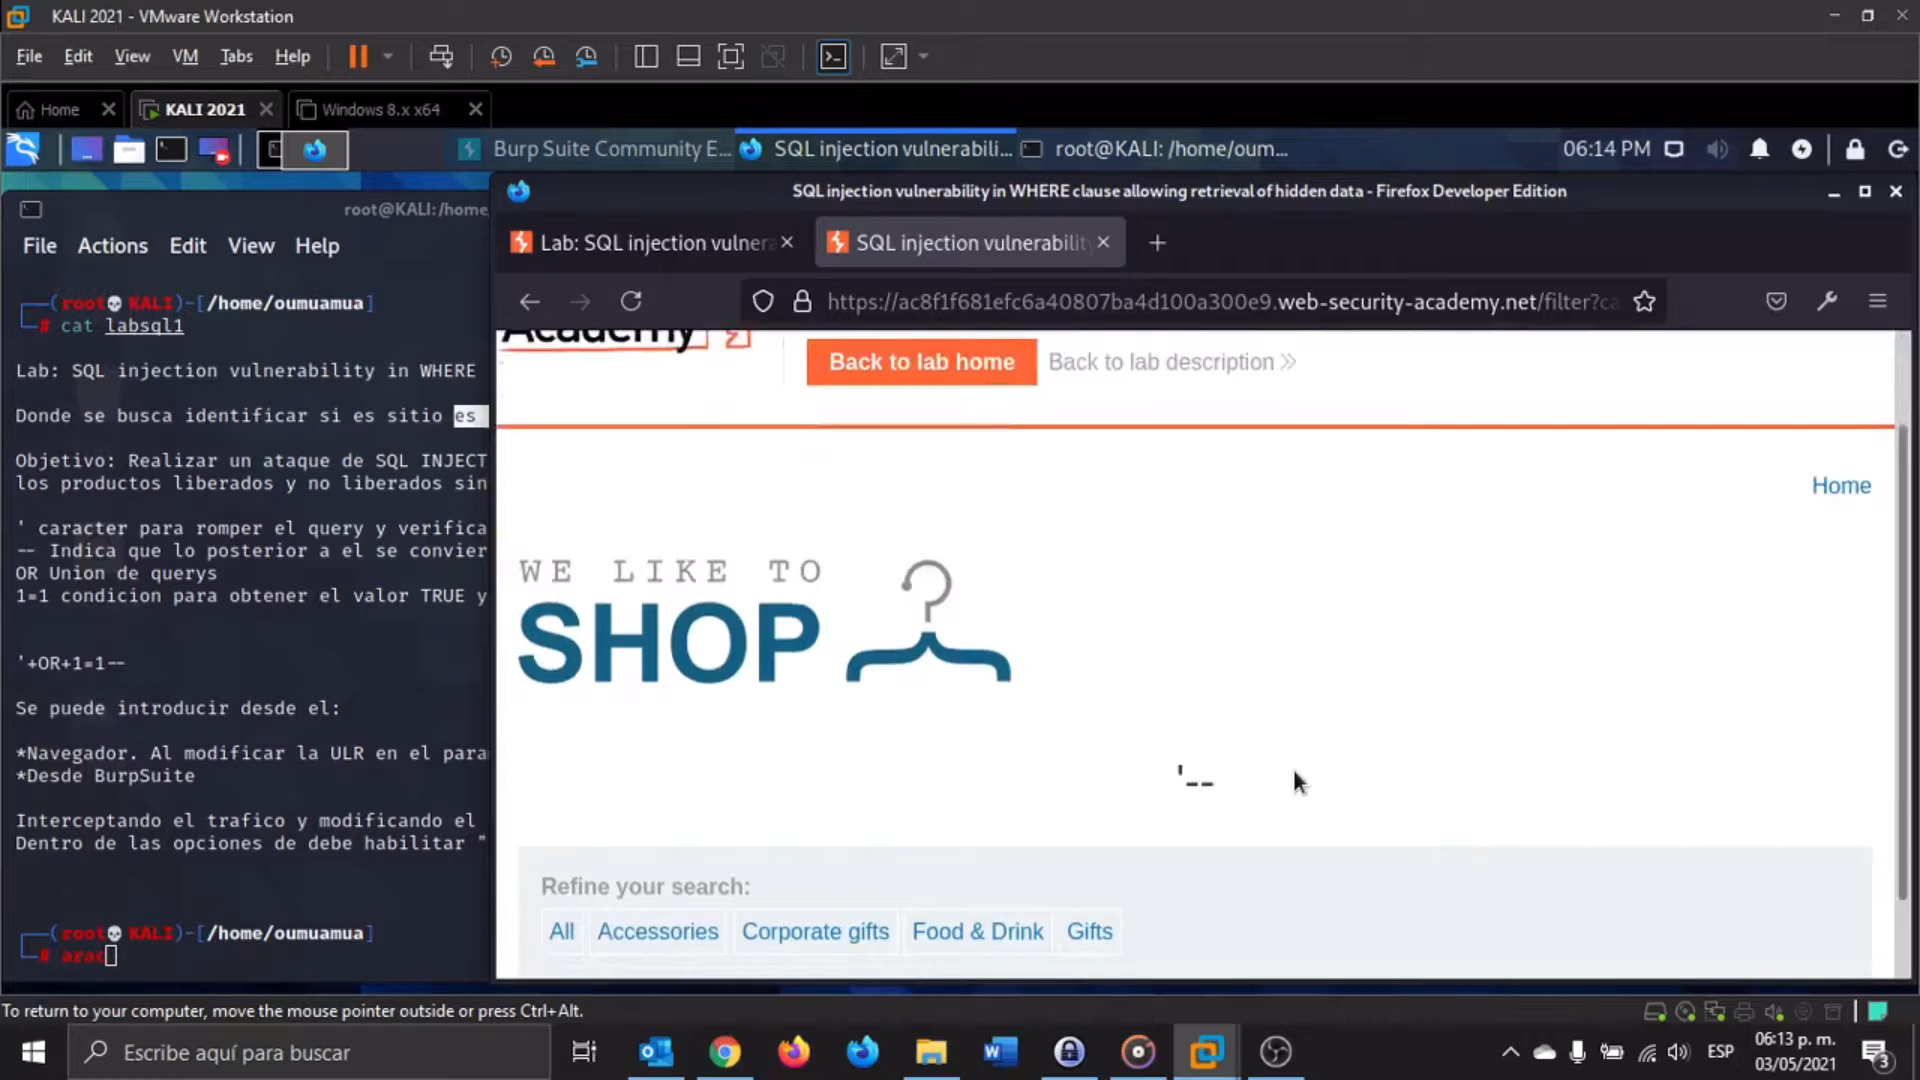 KALI 2021 - VMware Workstation
File Edit View VM Tabs Help
Home KALI 2021 Windows 8.x x64
Burp Suite Community E... SQL injection vulnerabili... root@KALI: /home/oum... 06:14 PM
root@KALI:/home
SQL injection vulnerability in WHERE clause allowing retrieval of hidden data - Firefox Developer Edition
File Actions Edit View Help
Lab: SQL injection vulnera SQL injection vulnerability
https://ac8f1f681efc6a40807ba4d100a300e9.web-security-academy.net/filter?ca
(root💀KALI)-[/home/oumuamua]
# cat labsql1
Lab: SQL injection vulnerability in WHERE
Donde se busca identificar si es sitio es
Objetivo: Realizar un ataque de SQL INJECT
los productos liberados y no liberados sin
' caracter para romper el query y verifica
-- Indica que lo posterior a el se convier
OR Union de querys
1=1 condicion para obtener el valor TRUE y
'+OR+1=1--
Se puede introducir desde el:
*Navegador. Al modificar la ULR en el para
*Desde BurpSuite
Interceptando el trafico y modificando el
Dentro de las opciones de debe habilitar "
(root💀KALI)-[/home/oumuamua]
# arac
Academy
Back to lab home Back to lab description
Home
WE LIKE TO
SHOP
'--
Refine your search:
All Accessories Corporate gifts Food & Drink Gifts
To return to your computer, move the mouse pointer outside or press Ctrl+Alt.
Escribe aquí para buscar
ESP
06:13 p. m.
03/05/2021
3